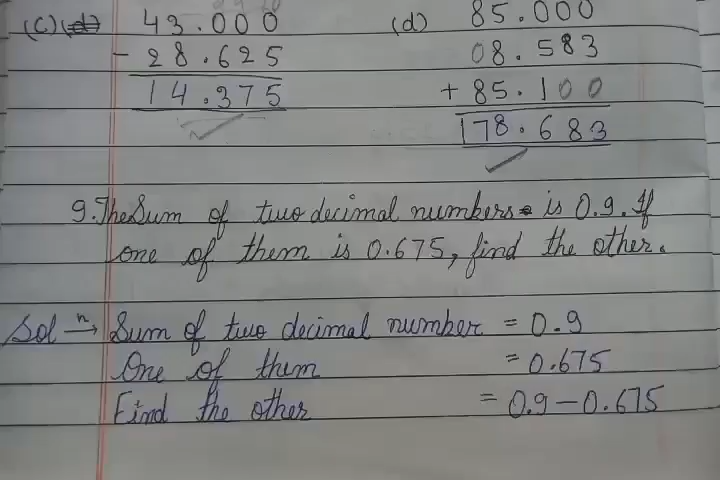 (c) 43.000
- 28.625
14.375
(d) 85.000
08.583
+ 85.100
178.683
9. The Sum of two decimal numbers is 0.9. If
one of them is 0.675, find the other.
Solⁿ→ Sum of two decimal number = 0.9
One of them = 0.675
Find the other = 0.9 - 0.675